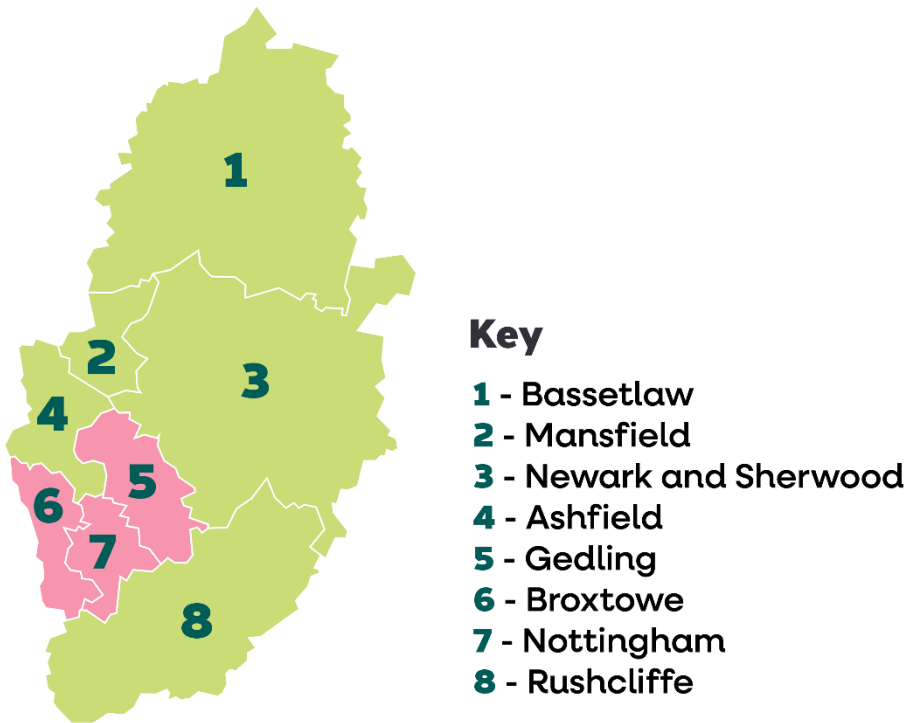 1
2
3
4
5
6
7
8
Key
1 - Bassetlaw
2 - Mansfield
3 - Newark and Sherwood
4 - Ashfield
5 - Gedling
6 - Broxtowe
7 - Nottingham
8 - Rushcliffe